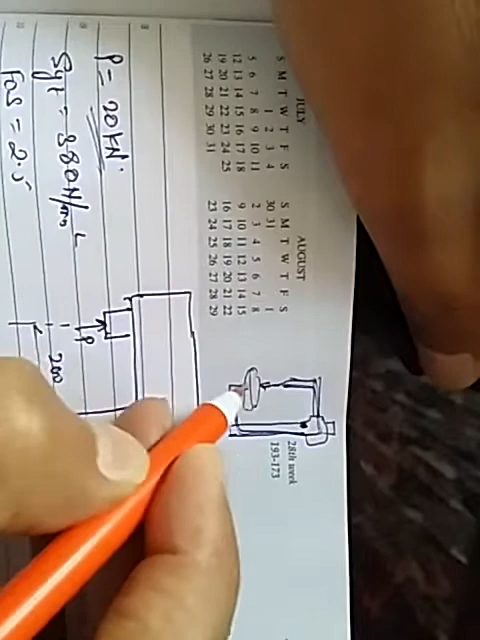 28th week
193-173
JULY
S M T W T F S
1 2 3 4
5 6 7 8 9 10 11
12 13 14 15 16 17 18
19 20 21 22 23 24 25
26 27 28 29 30 31
AUGUST
S M T W T F S
30 31 1
2 3 4 5 6 7 8
9 10 11 12 13 14 15
16 17 18 19 20 21 22
23 24 25 26 27 28 29
P = 20 kN.
Syt = 380 N/mm²
FOS = 2.5
P
200